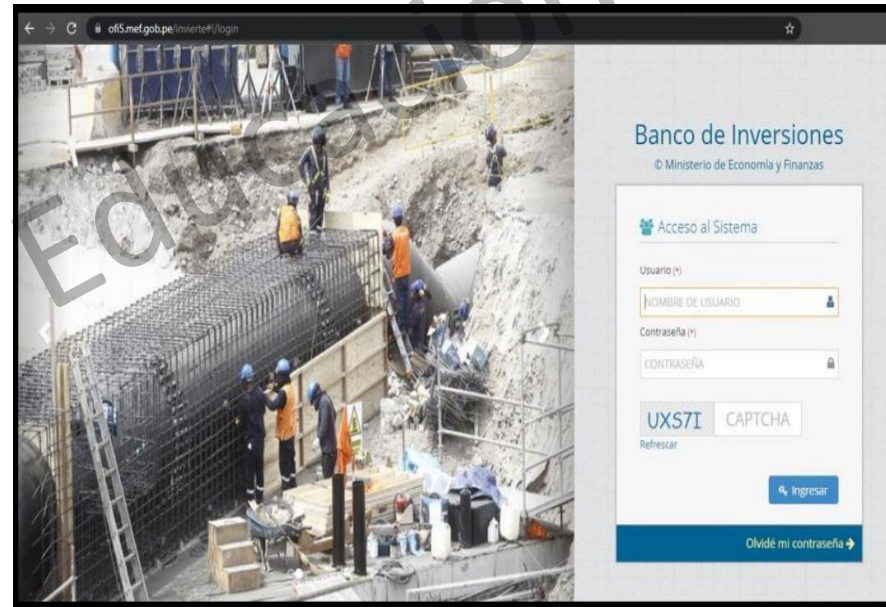 ofi5.mef.gob.pe/invierte#!/login
Educación
Banco de Inversiones
© Ministerio de Economía y Finanzas
Acceso al Sistema
Usuario (*)
NOMBRE DE USUARIO
Contraseña (*)
CONTRASEÑA
UXS7I CAPTCHA
Refrescar
Ingresar
Olvidé mi contraseña